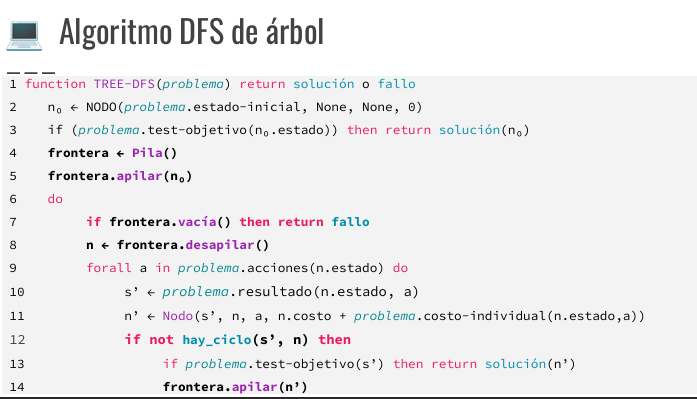 Algoritmo DFS de árbol
1 function TREE-DFS(problema) return solución o fallo
2 n₀ ← NODO(problema.estado-inicial, None, None, 0)
3 if (problema.test-objetivo(n₀.estado)) then return solución(n₀)
4 frontera ← Pila()
5 frontera.apilar(n₀)
6 do
7 if frontera.vacía() then return fallo
8 n ← frontera.desapilar()
9 forall a in problema.acciones(n.estado) do
10 s’ ← problema.resultado(n.estado, a)
11 n’ ← Nodo(s’, n, a, n.costo + problema.costo-individual(n.estado,a))
12 if not hay_ciclo(s’, n) then
13 if problema.test-objetivo(s’) then return solución(n’)
14 frontera.apilar(n’)